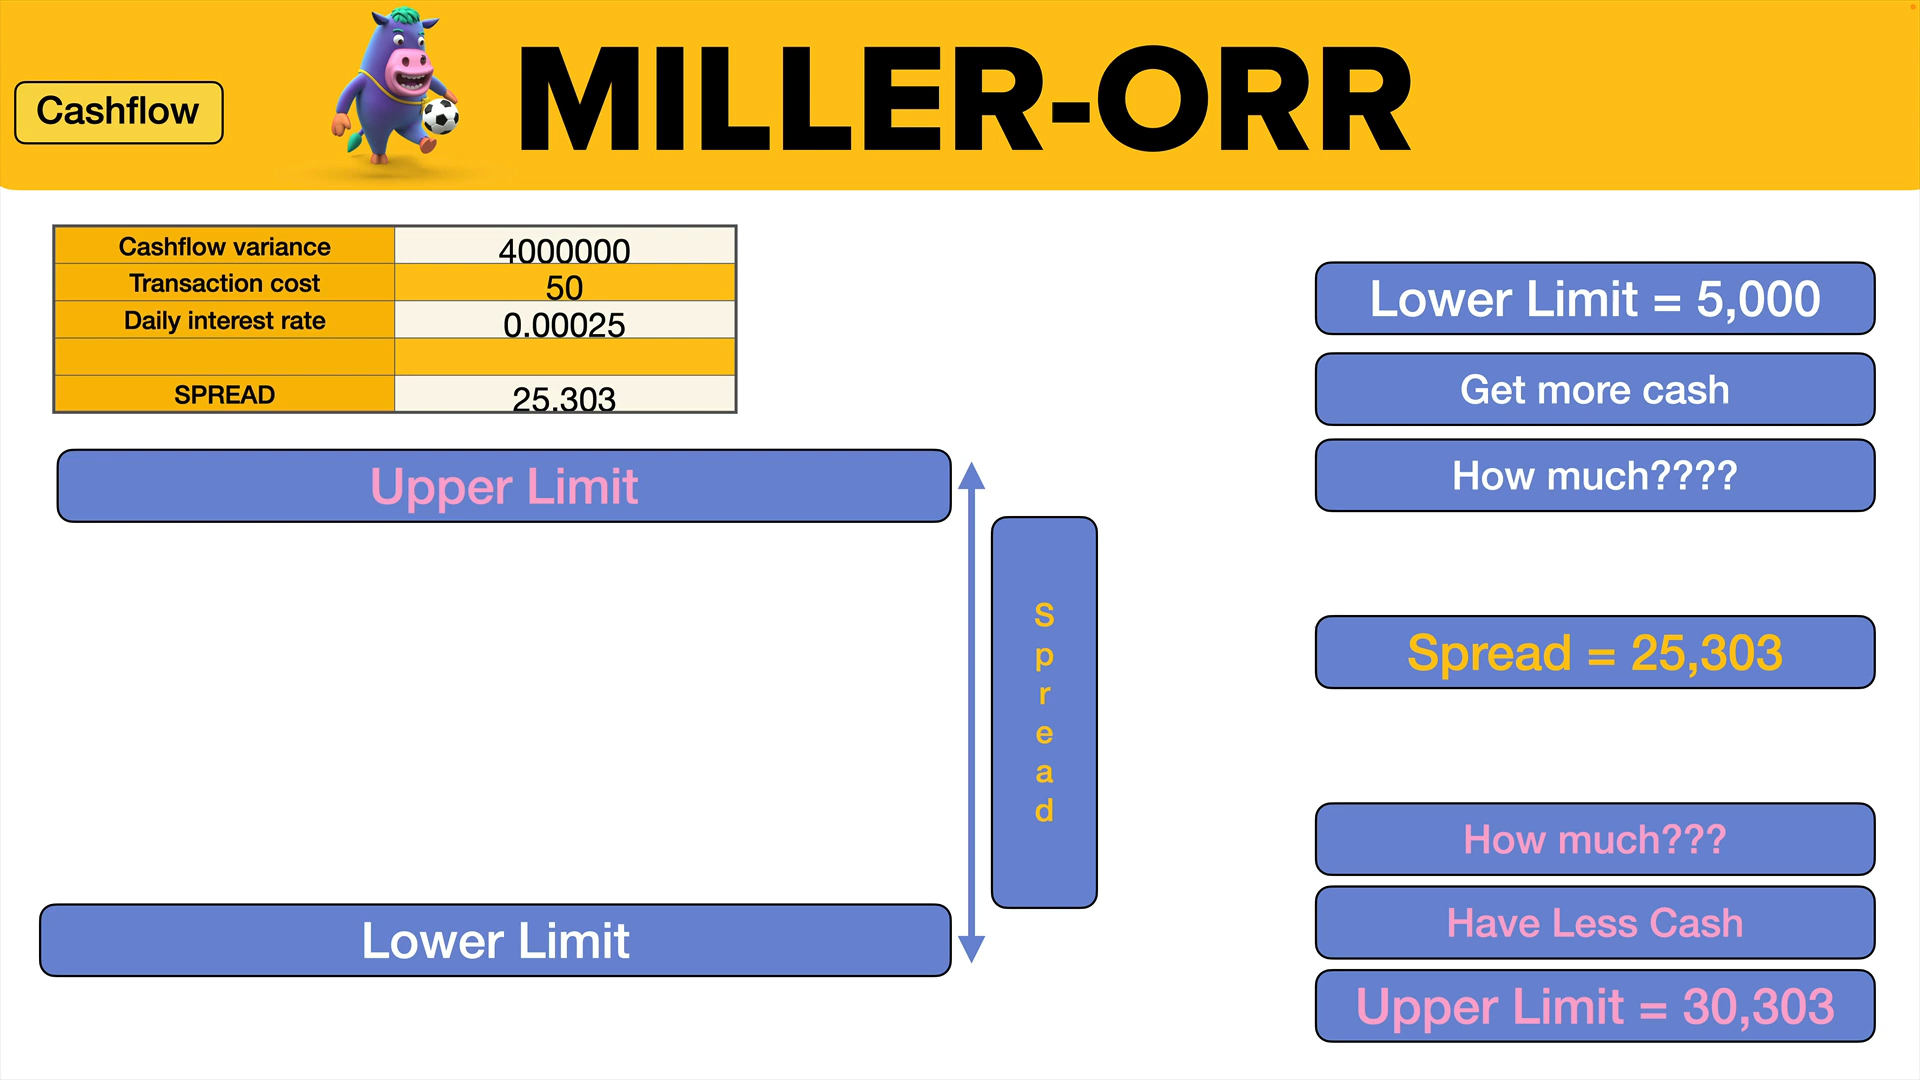 Cashflow
MILLER-ORR
Cashflow variance 4000000
Transaction cost 50
Daily interest rate 0.00025
SPREAD 25,303
Upper Limit
Spread
Lower Limit
Lower Limit = 5,000
Get more cash
How much????
Spread = 25,303
How much???
Have Less Cash
Upper Limit = 30,303